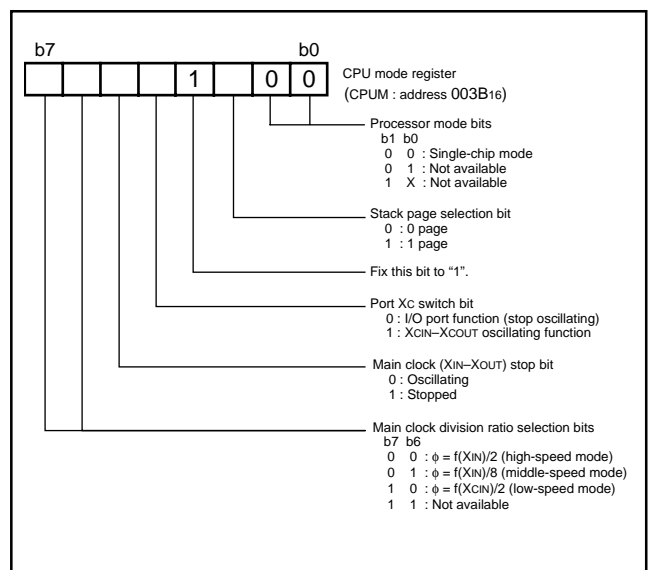 b7 b0
1 0 0
CPU mode register
(CPUM : address 003B16)
Processor mode bits
b1 b0
0 0 : Single-chip mode
0 1 : Not available
1 X : Not available
Stack page selection bit
0 : 0 page
1 : 1 page
Fix this bit to “1”.
Port XC switch bit
0 : I/O port function (stop oscillating)
1 : XCIN–XCOUT oscillating function
Main clock (XIN–XOUT) stop bit
0 : Oscillating
1 : Stopped
Main clock division ratio selection bits
b7 b6
0 0 : φ = f(XIN)/2 (high-speed mode)
0 1 : φ = f(XIN)/8 (middle-speed mode)
1 0 : φ = f(XCIN)/2 (low-speed mode)
1 1 : Not available